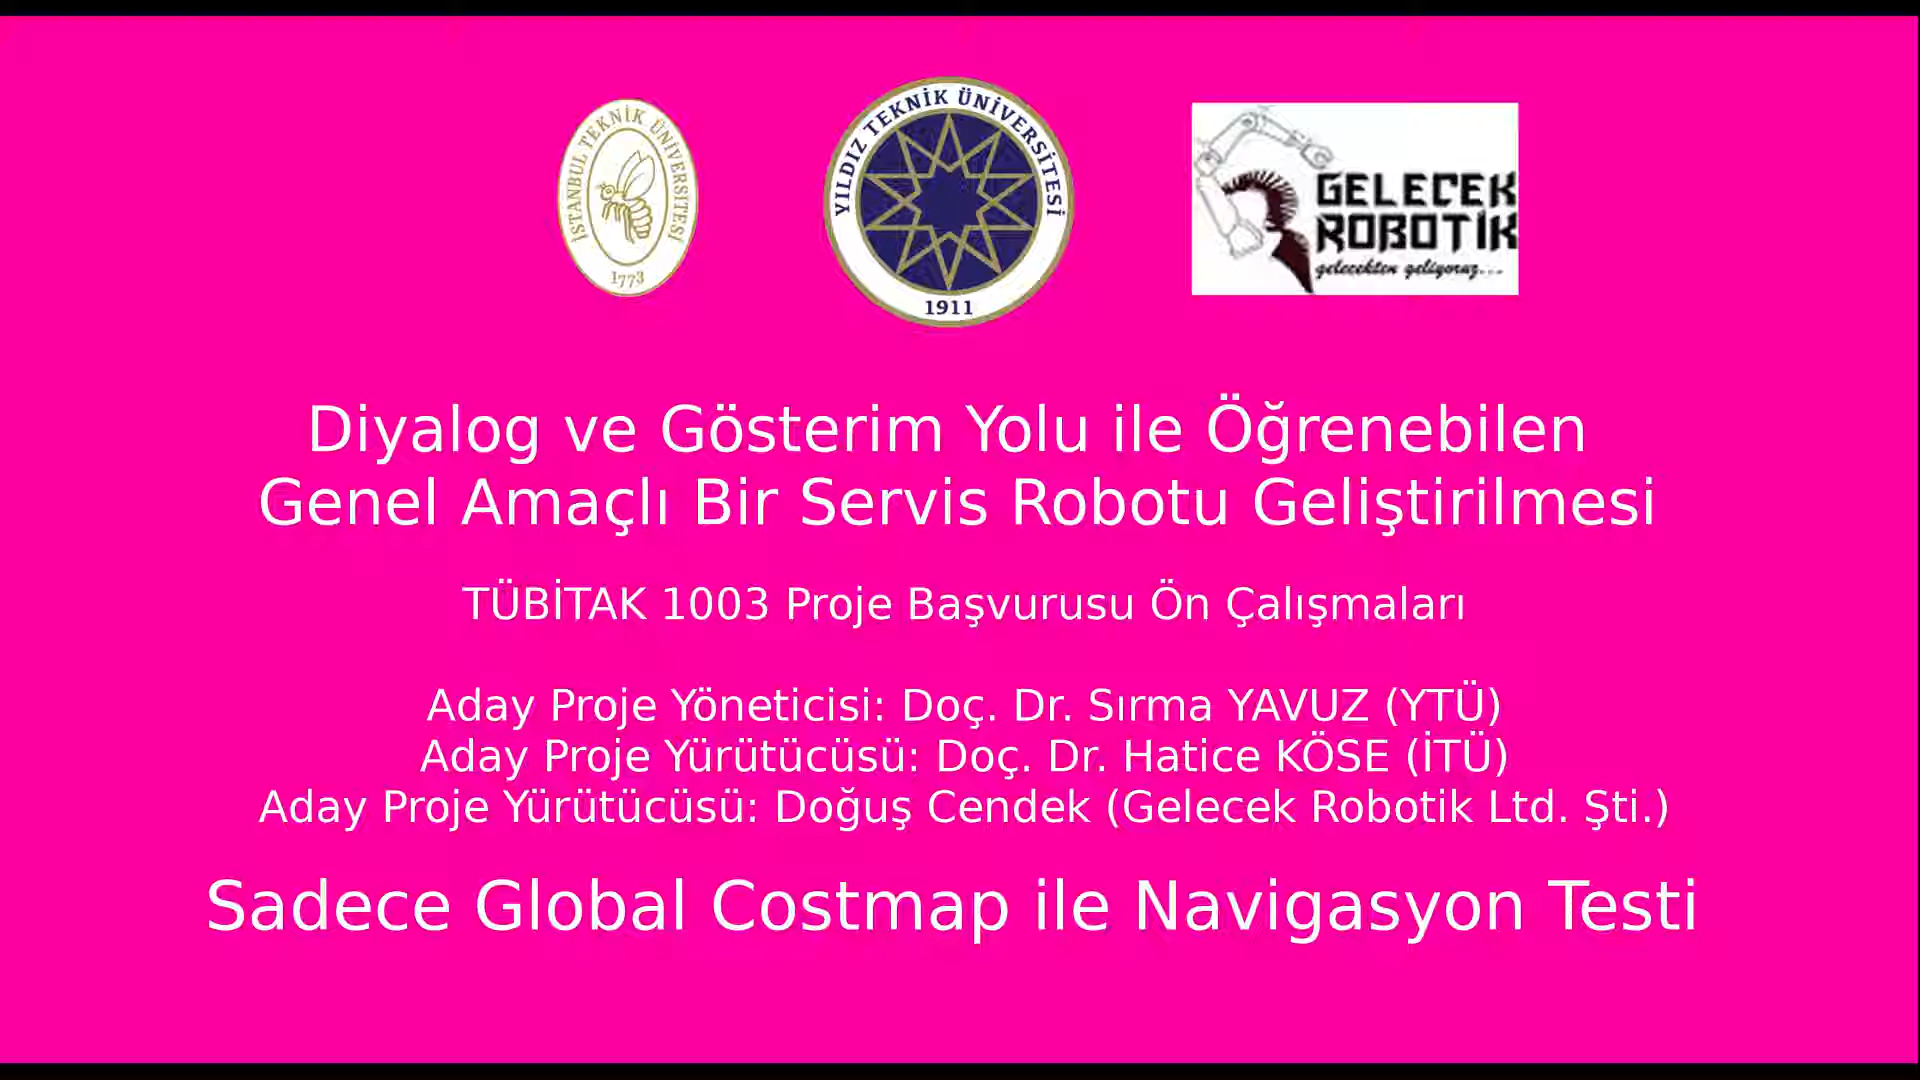 İSTANBUL TEKNİK ÜNİVERSİTESİ
1773
YILDIZ TEKNİK ÜNİVERSİTESİ
1911
GELECEK
ROBOTİK
gelecekten geliyoruz...
Diyalog ve Gösterim Yolu ile Öğrenebilen
Genel Amaçlı Bir Servis Robotu Geliştirilmesi
TÜBİTAK 1003 Proje Başvurusu Ön Çalışmaları
Aday Proje Yöneticisi: Doç. Dr. Sırma YAVUZ (YTÜ)
Aday Proje Yürütücüsü: Doç. Dr. Hatice KÖSE (İTÜ)
Aday Proje Yürütücüsü: Doğuş Cendek (Gelecek Robotik Ltd. Şti.)
Sadece Global Costmap ile Navigasyon Testi